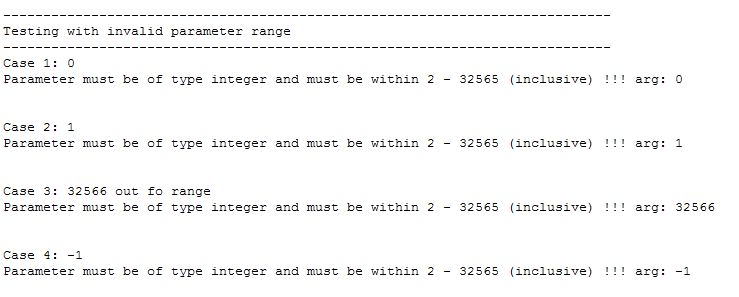 ----------------------------------------------------------------------------
Testing with invalid parameter range
----------------------------------------------------------------------------
Case 1: 0
Parameter must be of type integer and must be within 2 - 32565 (inclusive) !!! arg: 0
Case 2: 1
Parameter must be of type integer and must be within 2 - 32565 (inclusive) !!! arg: 1
Case 3: 32566 out fo range
Parameter must be of type integer and must be within 2 - 32565 (inclusive) !!! arg: 32566
Case 4: -1
Parameter must be of type integer and must be within 2 - 32565 (inclusive) !!! arg: -1